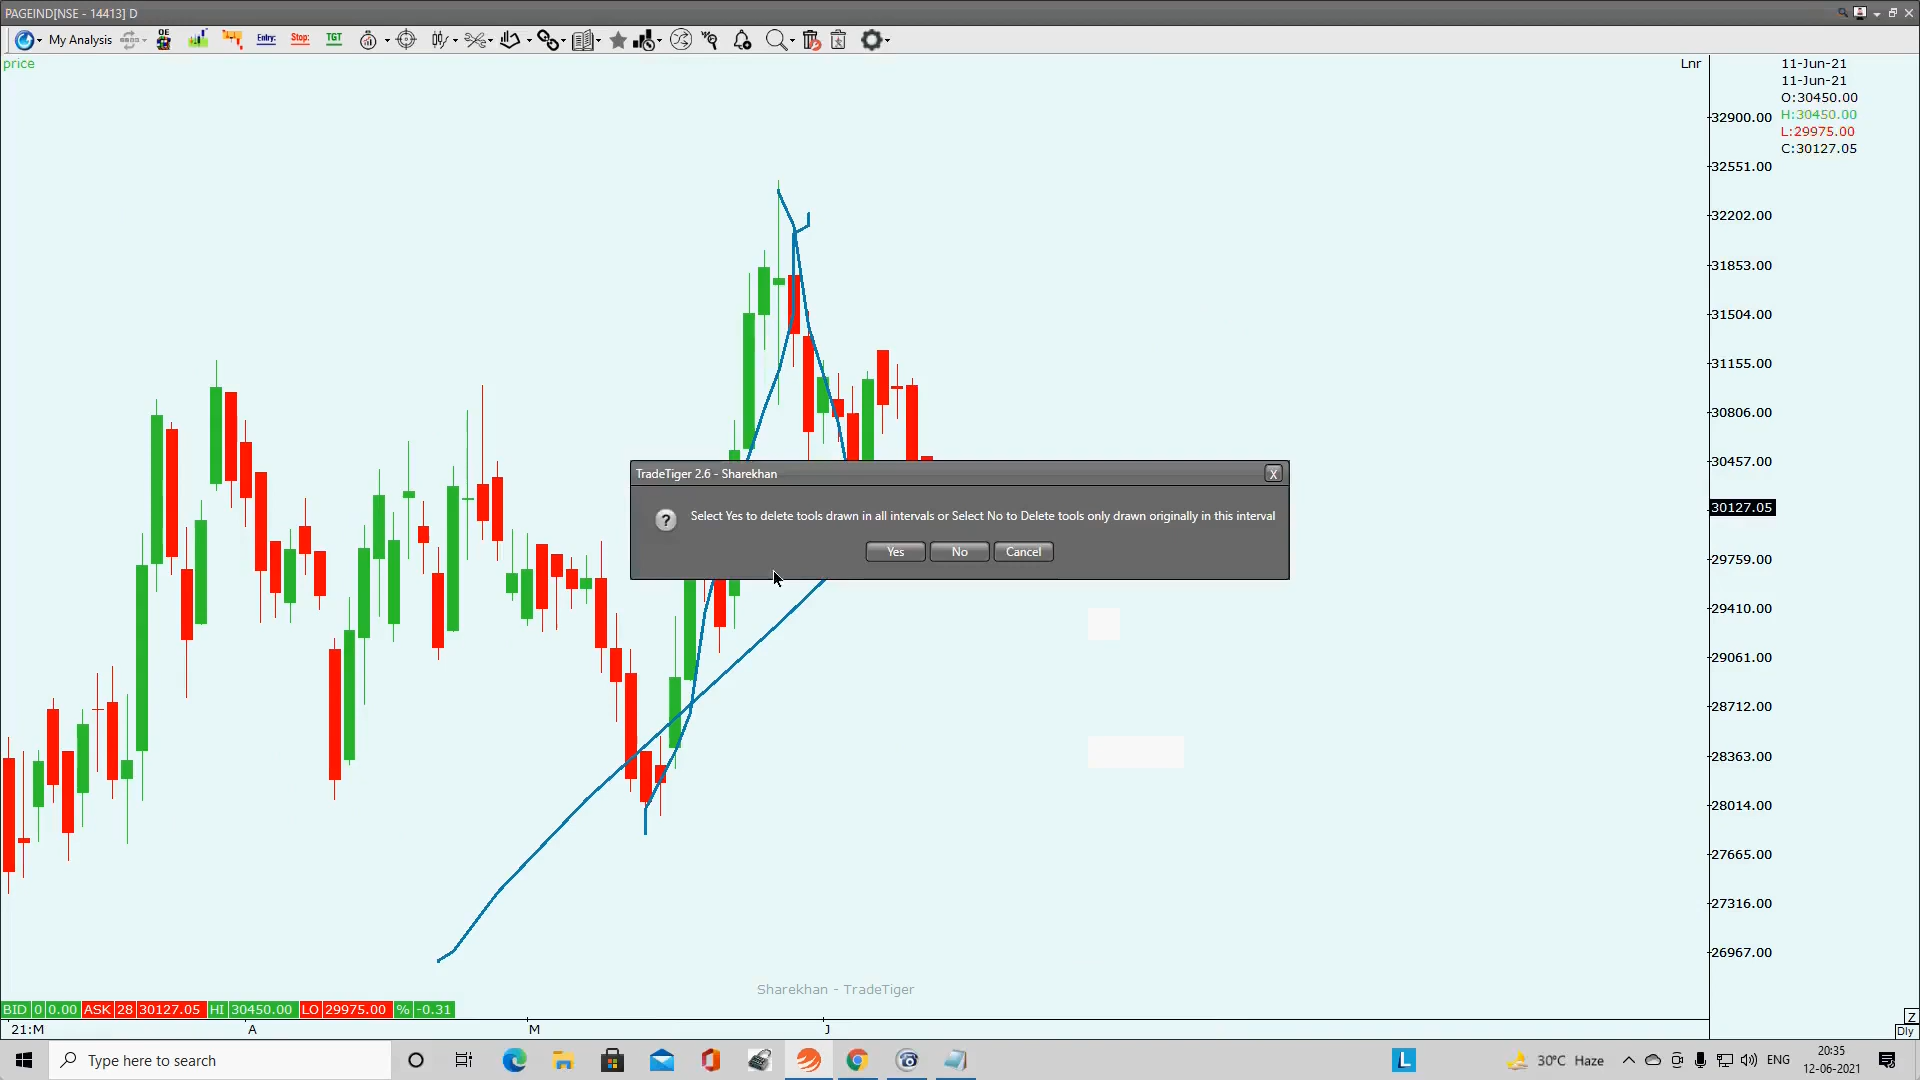 PAGEIND[NSE - 14413] D
My Analysis
OE
Entry:
Stop:
TGT
price
Lnr
11-Jun-21
11-Jun-21
O:30450.00
H:30450.00
L:29975.00
C:30127.05
32900.00
32551.00
32202.00
31853.00
31504.00
31155.00
30806.00
30457.00
30127.05
29759.00
29410.00
29061.00
28712.00
28363.00
28014.00
27665.00
27316.00
26967.00
TradeTiger 2.6 - Sharekhan
X
? Select Yes to delete tools drawn in all intervals or Select No to Delete tools only drawn originally in this interval
Yes No Cancel
Sharekhan - TradeTiger
BID 0 0.00 ASK 28 30127.05 HI 30450.00 LO 29975.00 % -0.31
Z
21:M A M J
Dly
Type here to search
L
30°C Haze
ENG
20:35
12-06-2021